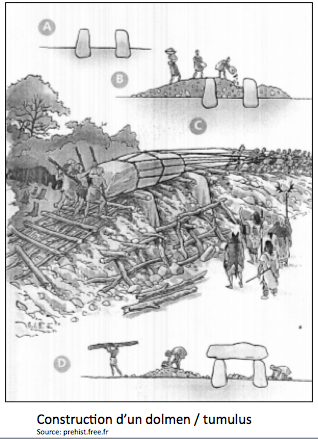 A
B
C
D
Construction d'un dolmen / tumulus
Source: prehist.free.fr